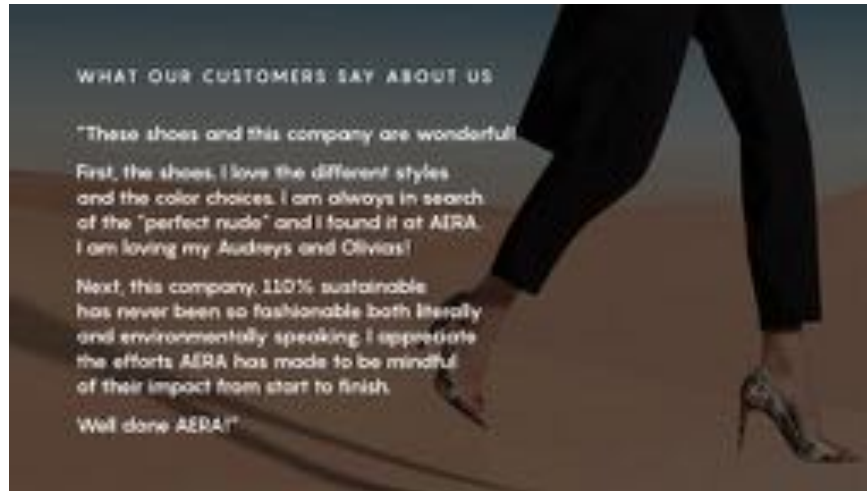 WHAT OUR CUSTOMERS SAY ABOUT US
"These shoes and this company are wonderful!
First, the shoes. I love the different styles
and the color choices. I am always in search
of the "perfect nude" and I found it at AERA.
I am loving my Audreys and Olivias!
Next, this company. 110% sustainable
has never been so fashionable both literally
and environmentally speaking. I appreciate
the efforts AERA has made to be mindful
of their impact from start to finish.
Well done AERA!"